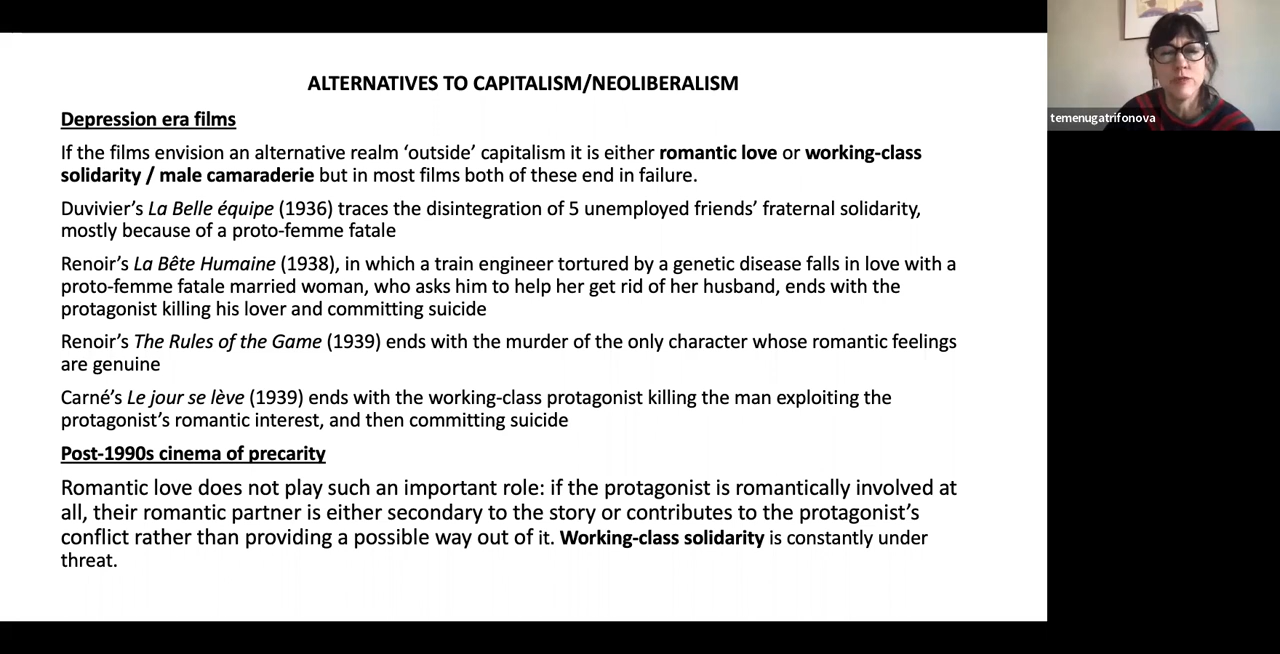 ALTERNATIVES TO CAPITALISM/NEOLIBERALISM
Depression era films
If the films envision an alternative realm ‘outside’ capitalism it is either romantic love or working-class
solidarity / male camaraderie but in most films both of these end in failure.
Duvivier’s La Belle équipe (1936) traces the disintegration of 5 unemployed friends’ fraternal solidarity,
mostly because of a proto-femme fatale
Renoir’s La Bête Humaine (1938), in which a train engineer tortured by a genetic disease falls in love with a
proto-femme fatale married woman, who asks him to help her get rid of her husband, ends with the
protagonist killing his lover and committing suicide
Renoir’s The Rules of the Game (1939) ends with the murder of the only character whose romantic feelings
are genuine
Carné’s Le jour se lève (1939) ends with the working-class protagonist killing the man exploiting the
protagonist’s romantic interest, and then committing suicide
Post-1990s cinema of precarity
Romantic love does not play such an important role: if the protagonist is romantically involved at
all, their romantic partner is either secondary to the story or contributes to the protagonist’s
conflict rather than providing a possible way out of it. Working-class solidarity is constantly under
threat.
temenugatrifonova